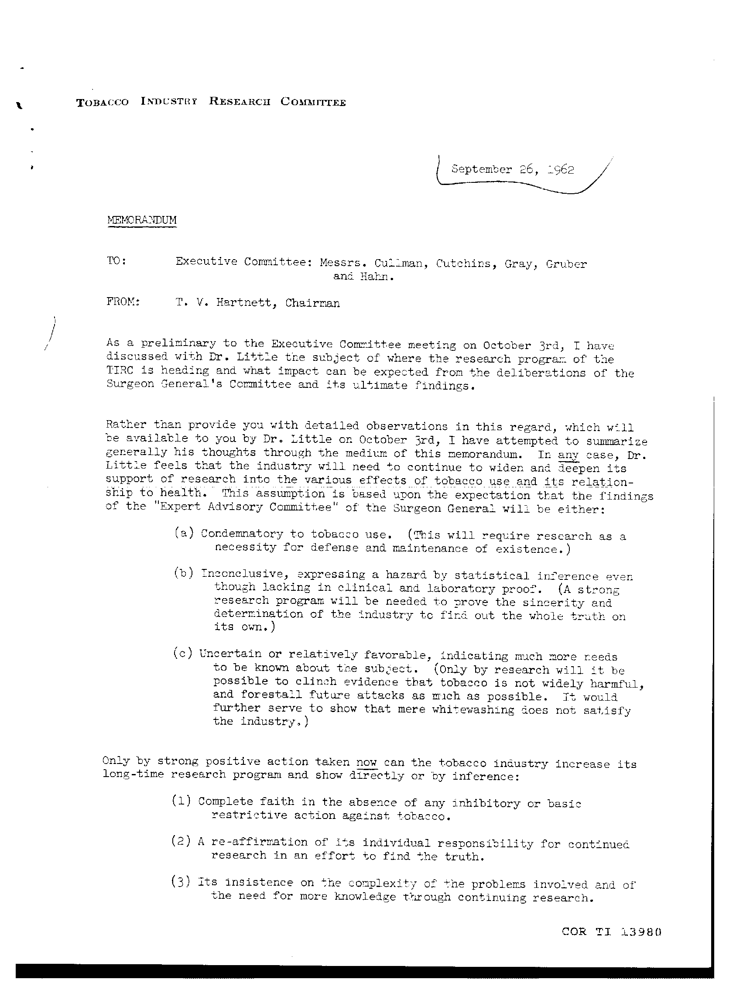 TOBACCO INDUSTRY RESEARCH COMMITTEE
September 26, 1962
MEMORANDUM
TO: Executive Committee: Messrs. Cullman, Cutchins, Gray, Gruber
and Hahn.
FROM: T. V. Hartnett, Chairman
As a preliminary to the Executive Committee meeting on October 3rd, I have
discussed with Dr. Little the subject of where the research program of the
TIRC is heading and what impact can be expected from the deliberations of the
Surgeon General's Committee and its ultimate findings.
Rather than provide you with detailed observations in this regard, which will
be available to you by Dr. Little on October 3rd, I have attempted to summarize
generally his thoughts through the medium of this memorandum. In any case, Dr.
Little feels that the industry will need to continue to widen and deepen its
support of research into the various effects of tobacco use and its relation-
ship to health. This assumption is based upon the expectation that the findings
of the "Expert Advisory Committee" of the Surgeon General will be either:
(a) Condemnatory to tobacco use. (This will require research as a
necessity for defense and maintenance of existence.)
(b) Inconclusive, expressing a hazard by statistical inference even
though lacking in clinical and laboratory proof. (A strong
research program will be needed to prove the sincerity and
determination of the industry to find out the whole truth on
its own.)
(c) Uncertain or relatively favorable, indicating much more needs
to be known about the subject. (Only by research will it be
possible to clinch evidence that tobacco is not widely harmful,
and forestall future attacks as much as possible. It would
further serve to show that mere whitewashing does not satisfy
the industry.)
Only by strong positive action taken now can the tobacco industry increase its
long-time research program and show directly or by inference:
(1) Complete faith in the absence of any inhibitory or basic
restrictive action against tobacco.
(2) A re-affirmation of its individual responsibility for continued
research in an effort to find the truth.
(3) Its insistence on the complexity of the problems involved and of
the need for more knowledge through continuing research.
COR TI 13980